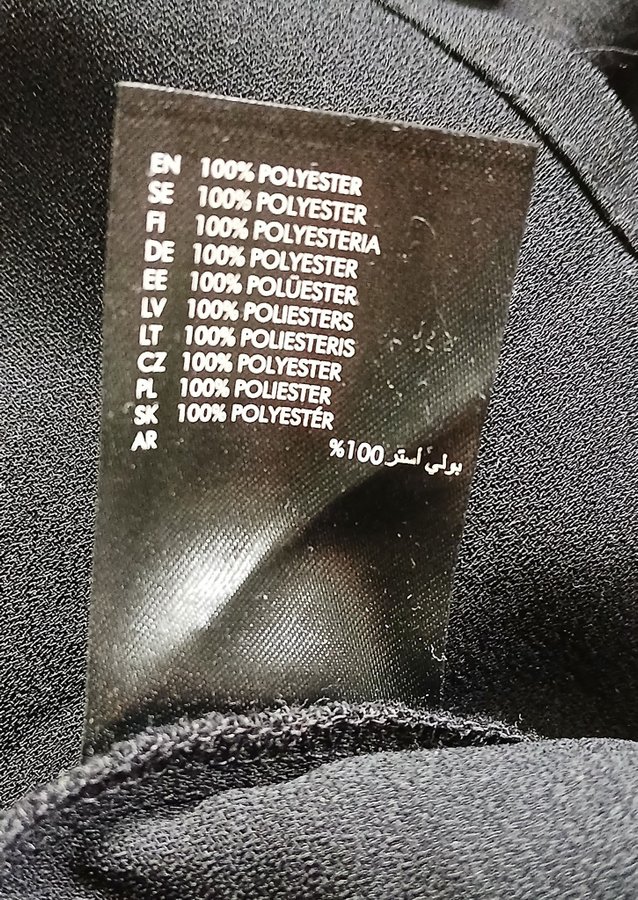 EN 100% POLYESTER
SE 100% POLYESTER
FI 100% POLYESTERIA
DE 100% POLYESTER
EE 100% POLÜESTER
LV 100% POLIESTERS
LT 100% POLIESTERIS
CZ 100% POLYESTER
PL 100% POLIESTER
SK 100% POLYESTÉR
AR بوليَ أستر 100%